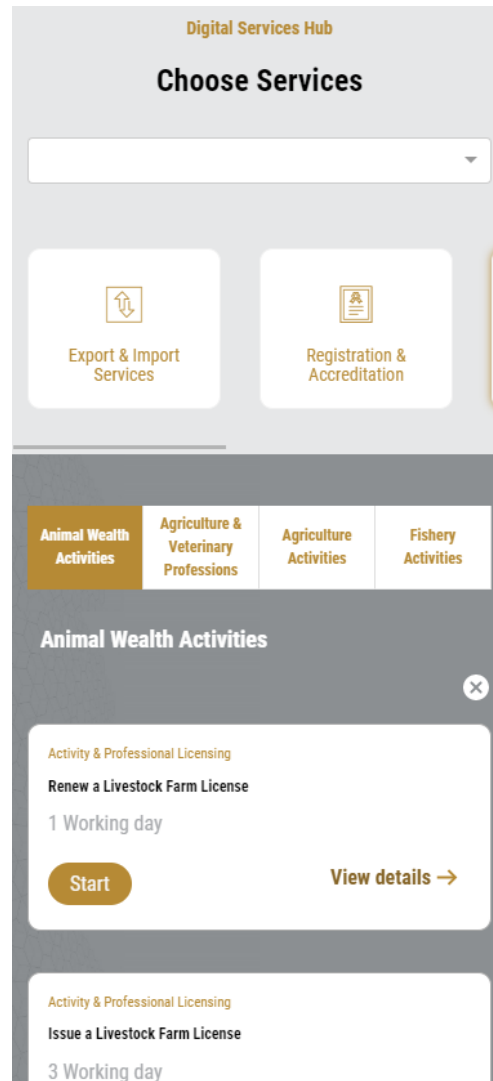 Digital Services Hub
Choose Services
Export & Import
Services
Registration &
Accreditation
Animal Wealth
Activities
Agriculture &
Veterinary
Professions
Agriculture
Activities
Fishery
Activities
Animal Wealth Activities
Activity & Professional Licensing
Renew a Livestock Farm License
1 Working day
Start
View details →
Activity & Professional Licensing
Issue a Livestock Farm License
3 Working day